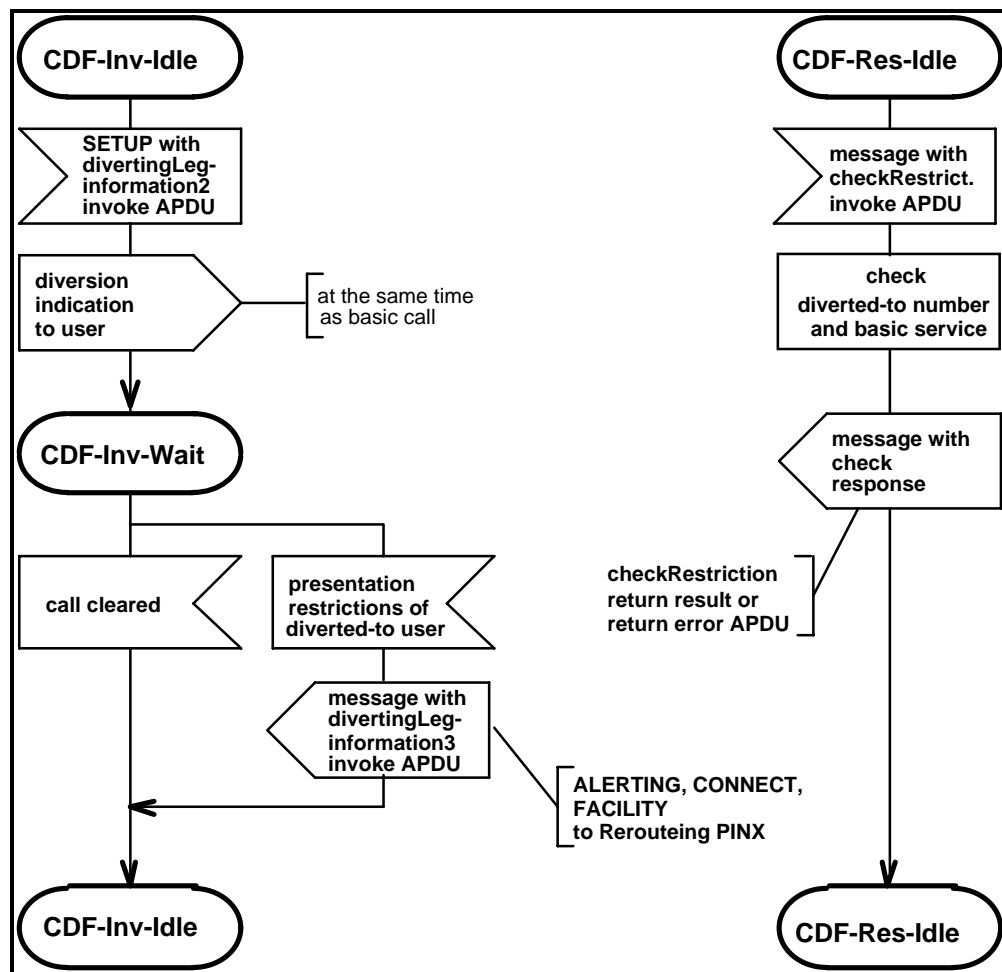 CDF-Inv-Idle
SETUP with
divertingLeg-
information2
invoke APDU
diversion
indication
to user
at the same time
as basic call
CDF-Inv-Wait
call cleared
presentation
restrictions of
diverted-to user
message with
divertingLeg-
information3
invoke APDU
ALERTING, CONNECT,
FACILITY
to Rerouteing PINX
CDF-Inv-Idle
CDF-Res-Idle
message with
checkRestrict.
invoke APDU
check
diverted-to number
and basic service
message with
check
response
checkRestriction
return result or
return error APDU
CDF-Res-Idle